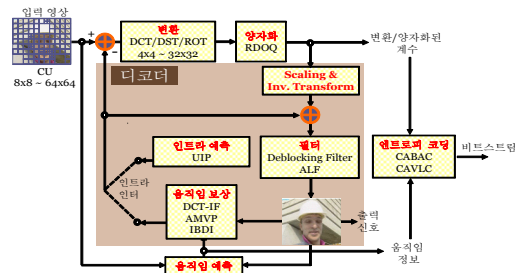 입력 영상
CU
8x8 ~ 64x64
+
-
변환
DCT/DST/ROT
4x4 ~ 32x32
양자화
RDOQ
변환/양자화된
계수
디코더
Scaling &
Inv. Transform
인트라 예측
UIP
필터
Deblocking Filter
ALF
엔트로피 코딩
CABAC
CAVLC
비트스트림
인트라
인터
움직임 보상
DCT-IF
AMVP
IBDI
출력
신호
움직임
정보
움직임 예측